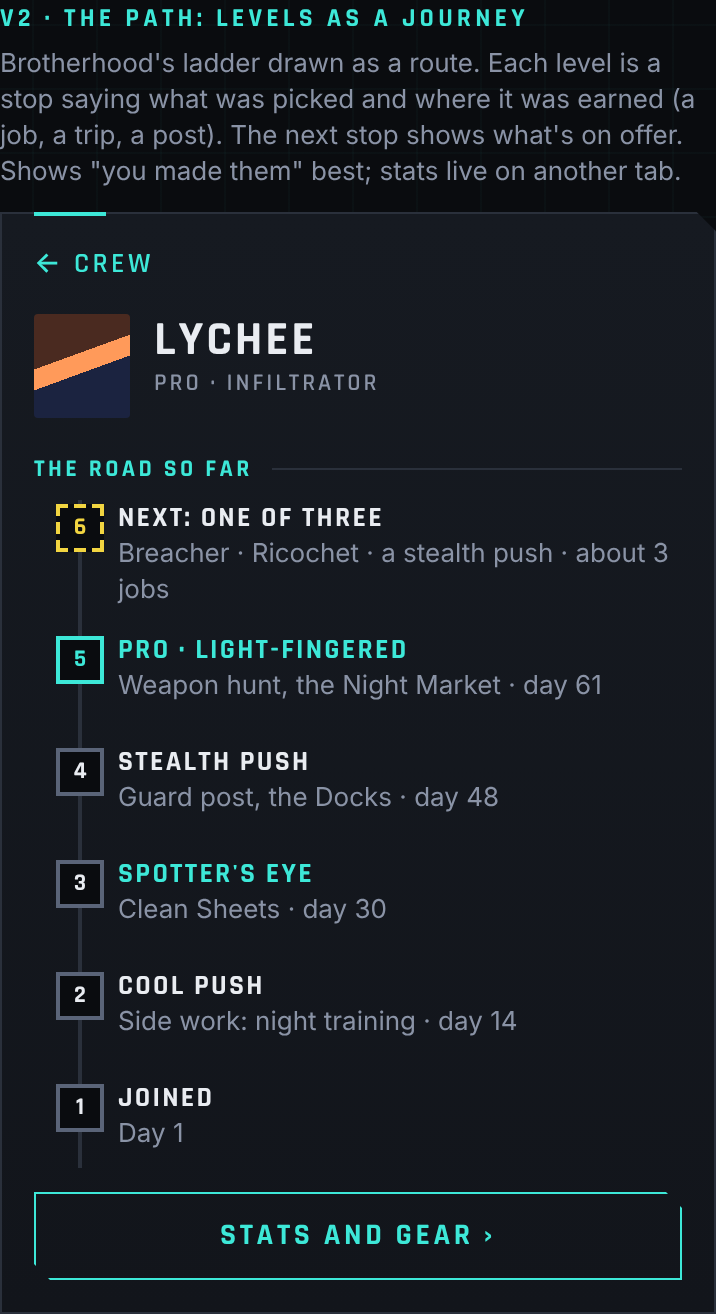 V2 · THE PATH: LEVELS AS A JOURNEY
Brotherhood's ladder drawn as a route. Each level is a
stop saying what was picked and where it was earned (a
job, a trip, a post). The next stop shows what's on offer.
Shows "you made them" best; stats live on another tab.
← CREW
LYCHEE
PRO · INFILTRATOR
THE ROAD SO FAR
6 NEXT: ONE OF THREE
Breacher · Ricochet · a stealth push · about 3
jobs
5 PRO · LIGHT-FINGERED
Weapon hunt, the Night Market · day 61
4 STEALTH PUSH
Guard post, the Docks · day 48
3 SPOTTER'S EYE
Clean Sheets · day 30
2 COOL PUSH
Side work: night training · day 14
1 JOINED
Day 1
STATS AND GEAR ›